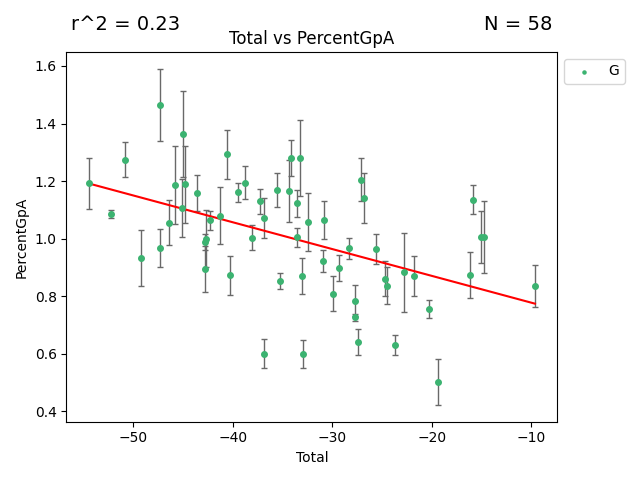 r^2 = 0.23
N = 58
Total vs PercentGpA
G
PercentGpA
1.6
1.4
1.2
1.0
0.8
0.6
0.4
−50
−40
−30
−20
−10
Total